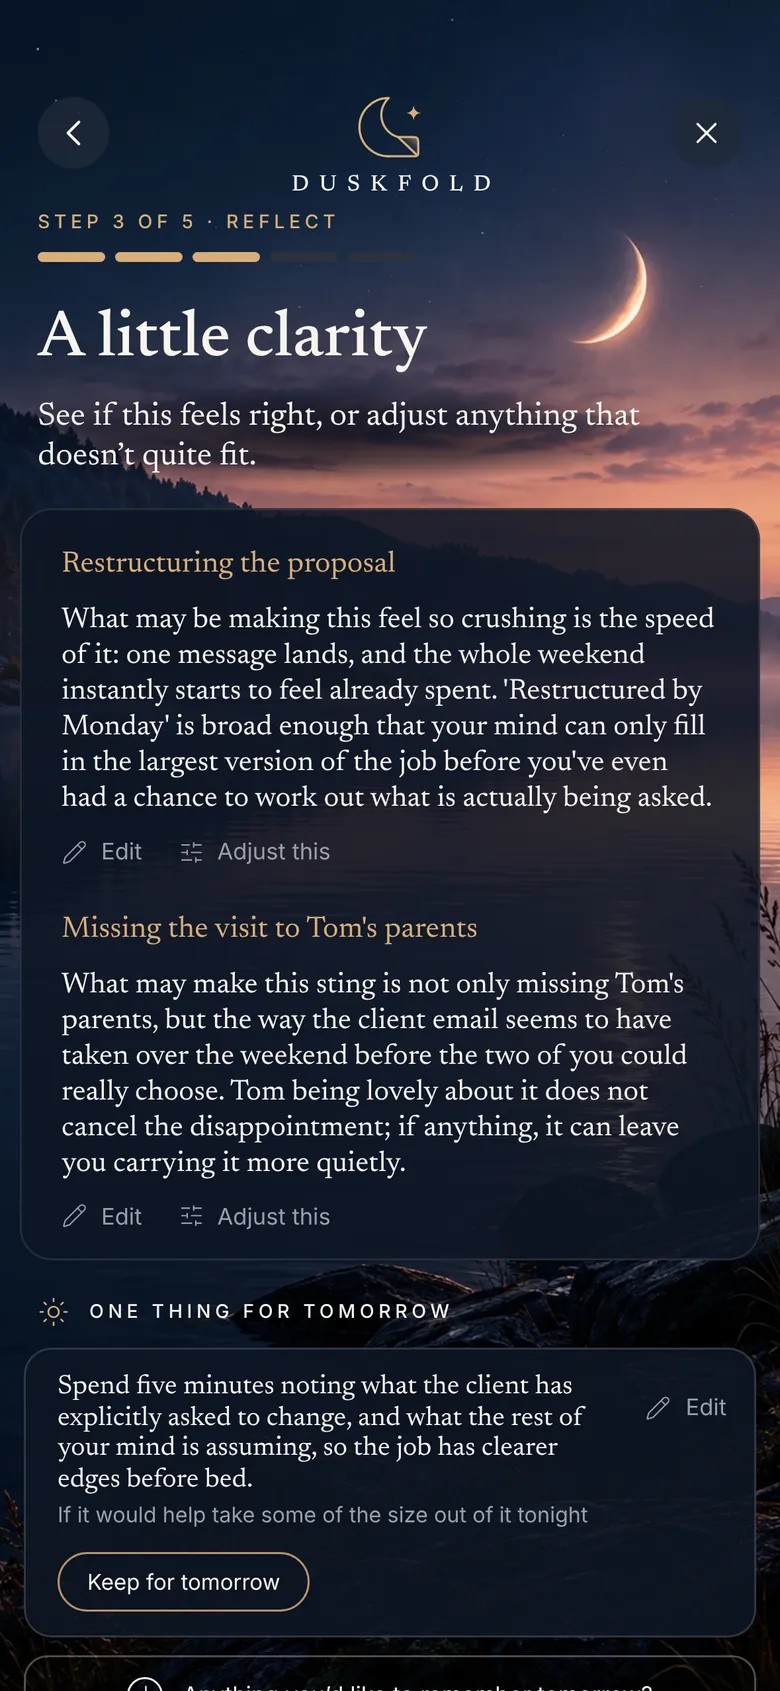 DUSKFOLD
STEP 3 OF 5 · REFLECT
A little clarity
See if this feels right, or adjust anything that
doesn’t quite fit.
Restructuring the proposal
What may be making this feel so crushing is the speed
of it: one message lands, and the whole weekend
instantly starts to feel already spent. 'Restructured by
Monday' is broad enough that your mind can only fill
in the largest version of the job before you've even
had a chance to work out what is actually being asked.
Edit Adjust this
Missing the visit to Tom's parents
What may make this sting is not only missing Tom's
parents, but the way the client email seems to have
taken over the weekend before the two of you could
really choose. Tom being lovely about it does not
cancel the disappointment; if anything, it can leave
you carrying it more quietly.
Edit Adjust this
ONE THING FOR TOMORROW
Spend five minutes noting what the client has
explicitly asked to change, and what the rest of
your mind is assuming, so the job has clearer
edges before bed.
Edit
If it would help take some of the size out of it tonight
Keep for tomorrow
Anything you’d like to remember tomorrow?